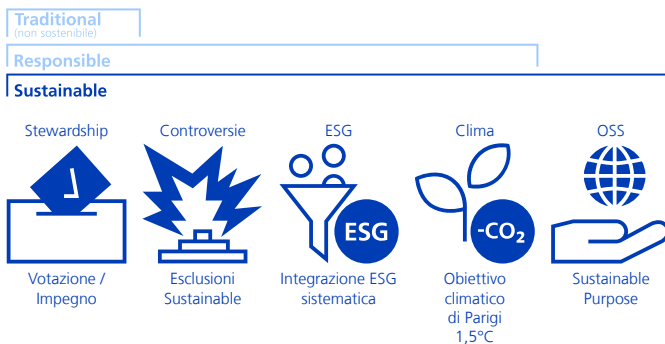 Traditional
(non sostenibile)
Responsible
Sustainable
Stewardship
Controversie
ESG
Clima
OSS
ESG
-CO₂
Votazione /
Impegno
Esclusioni
Sustainable
Integrazione ESG
sistematica
Obiettivo
climatico
di Parigi
1,5°C
Sustainable
Purpose